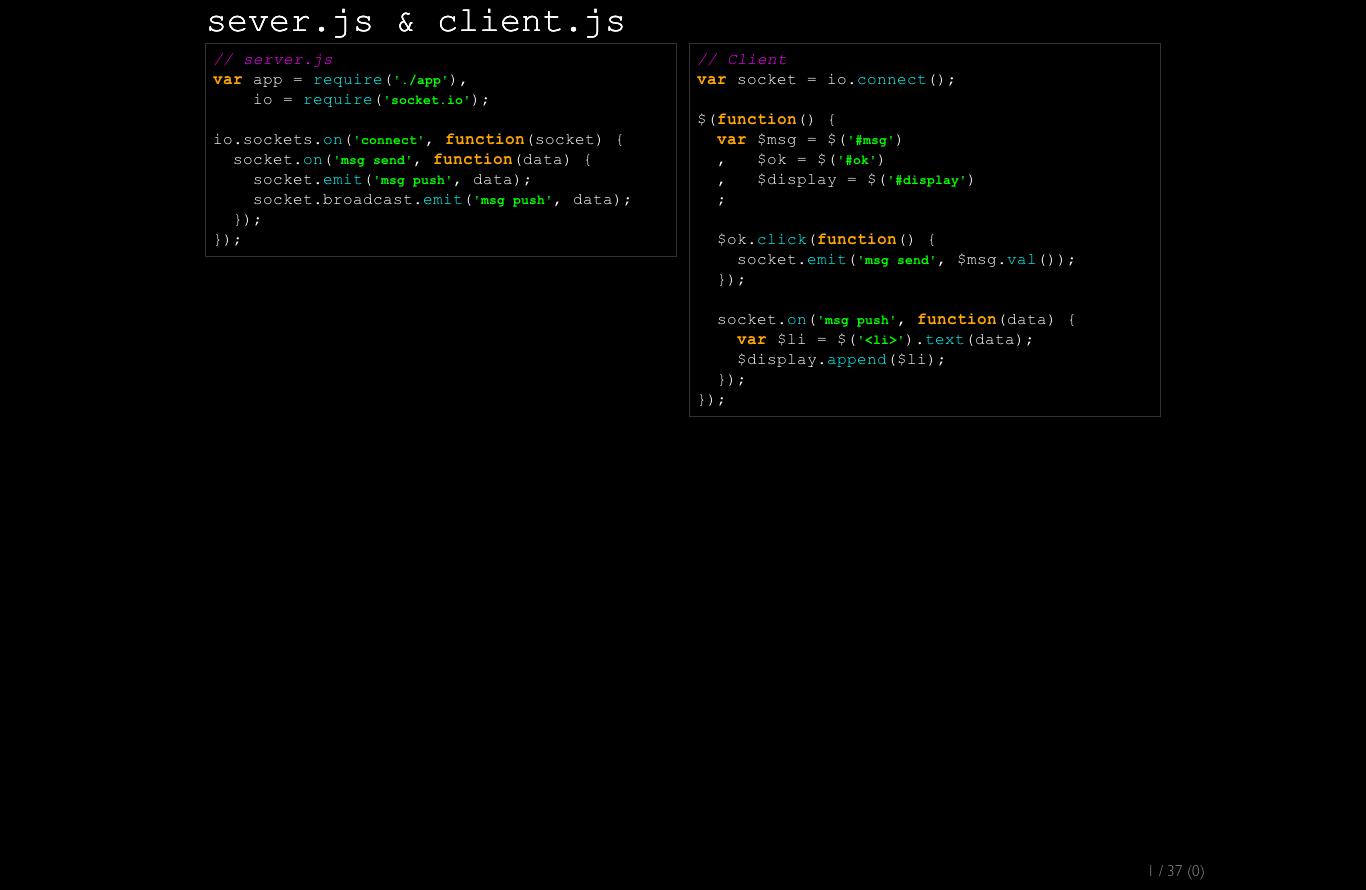 sever.js & client.js
// server.js
var app = require('./app'),
    io = require('socket.io');
io.sockets.on('connect', function(socket) {
  socket.on('msg send', function(data) {
    socket.emit('msg push', data);
    socket.broadcast.emit('msg push', data);
  });
});
// Client
var socket = io.connect();
$(function() {
  var $msg = $('#msg')
  ,   $ok = $('#ok')
  ,   $display = $('#display')
  ;
  $ok.click(function() {
    socket.emit('msg send', $msg.val());
  });
  socket.on('msg push', function(data) {
    var $li = $('<li>').text(data);
    $display.append($li);
  });
});
1 / 37 (0)